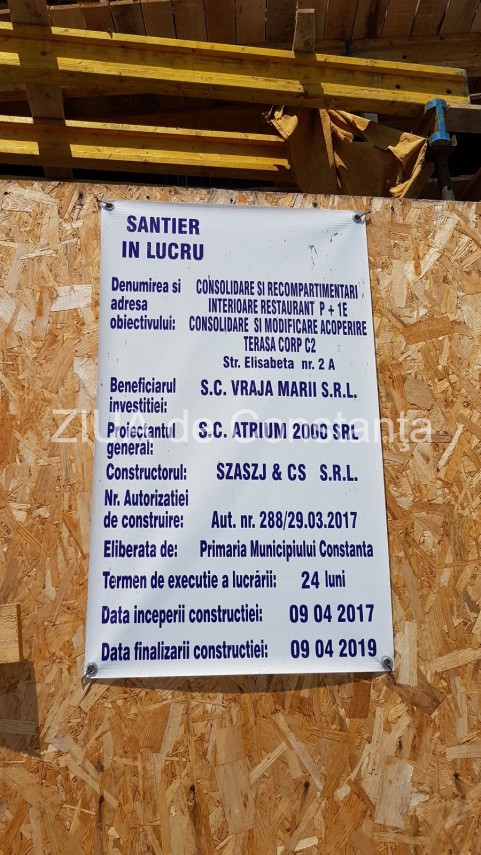 SANTIER
IN LUCRU
Denumirea si adresa obiectivului:
CONSOLIDARE SI RECOMPARTIMENTARI
INTERIOARE RESTAURANT P + 1E
CONSOLIDARE SI MODIFICARE ACOPERIRE
TERASA CORP C2
Str. Elisabeta nr. 2 A
Beneficiarul investitiei: S.C. VRAJA MARII S.R.L.
ZIUA de Constanța
Proiectantul general: S.C. ATRIUM 2000 SRL
Constructorul: SZASZJ & CS S.R.L.
Nr. Autorizatiei
de construire: Aut. nr. 288/29.03.2017
Eliberata de: Primaria Municipiului Constanta
Termen de executie a lucrării: 24 luni
Data inceperii constructiei: 09 04 2017
Data finalizarii constructiei: 09 04 2019